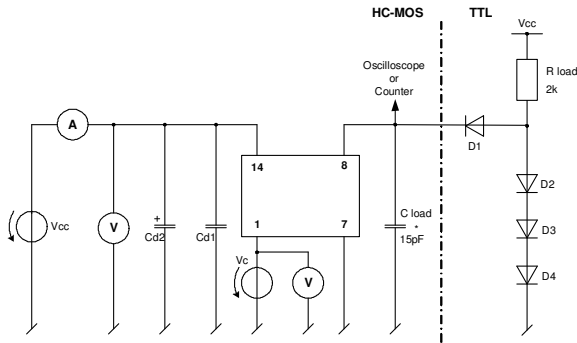 HC-MOS
TTL
Vcc
Oscilloscope
or
Counter
R load
2k
A
D1
14
8
1
7
V
Vcc
+
Cd2
Cd1
C load
*
15pF
Vc
V
D2
D3
D4